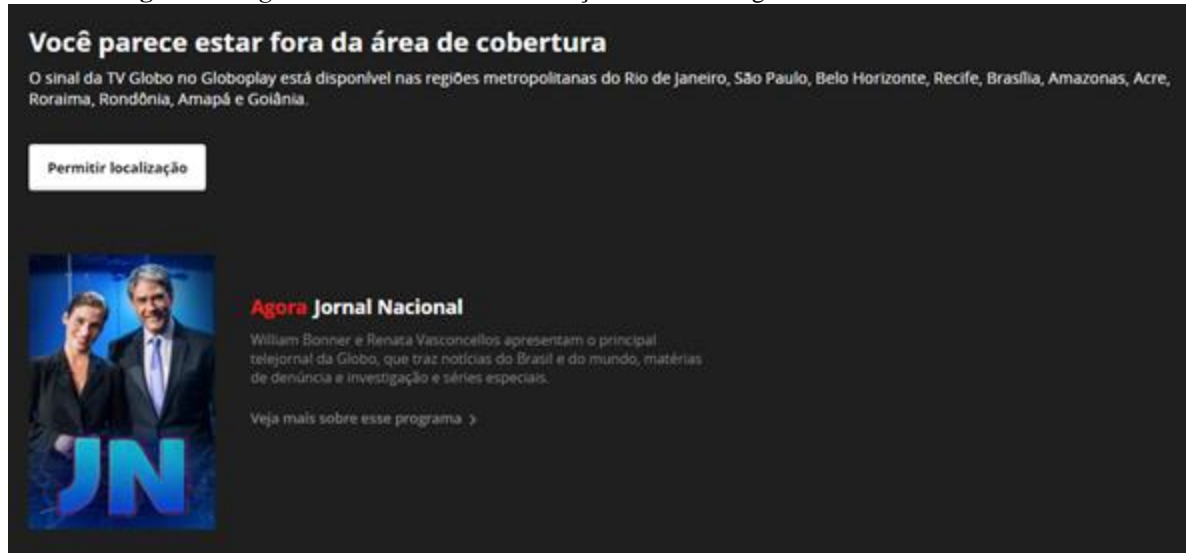 Você parece estar fora da área de cobertura
O sinal da TV Globo no Globoplay está disponível nas regiões metropolitanas do Rio de Janeiro, São Paulo, Belo Horizonte, Recife, Brasília, Amazonas, Acre,
Roraima, Rondônia, Amapá e Goiânia.
Permitir localização
Agora Jornal Nacional
William Bonner e Renata Vasconcellos apresentam o principal
telejornal da Globo, que traz notícias do Brasil e do mundo, matérias
de denúncia e investigação e séries especiais.
Veja mais sobre esse programa >
JN